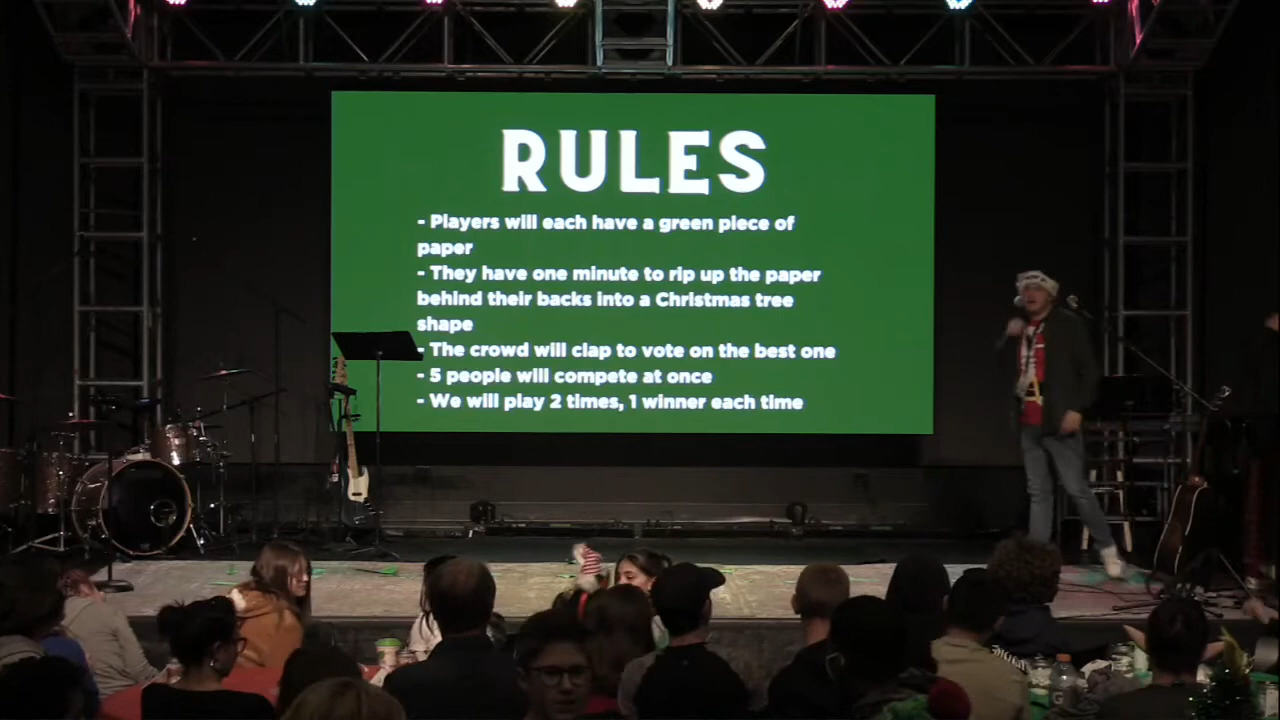 RULES
- Players will each have a green piece of
paper
- They have one minute to rip up the paper
behind their backs into a Christmas tree
shape
- The crowd will clap to vote on the best one
- 5 people will compete at once
- We will play 2 times, 1 winner each time